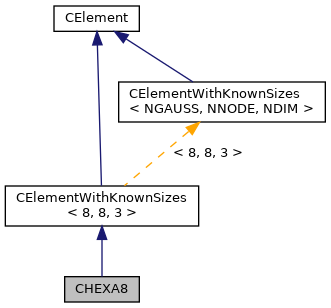 CElement
CElementWithKnownSizes
< NGAUSS, NNODE, NDIM >
< 8, 8, 3 >
CElementWithKnownSizes
< 8, 8, 3 >
CHEXA8